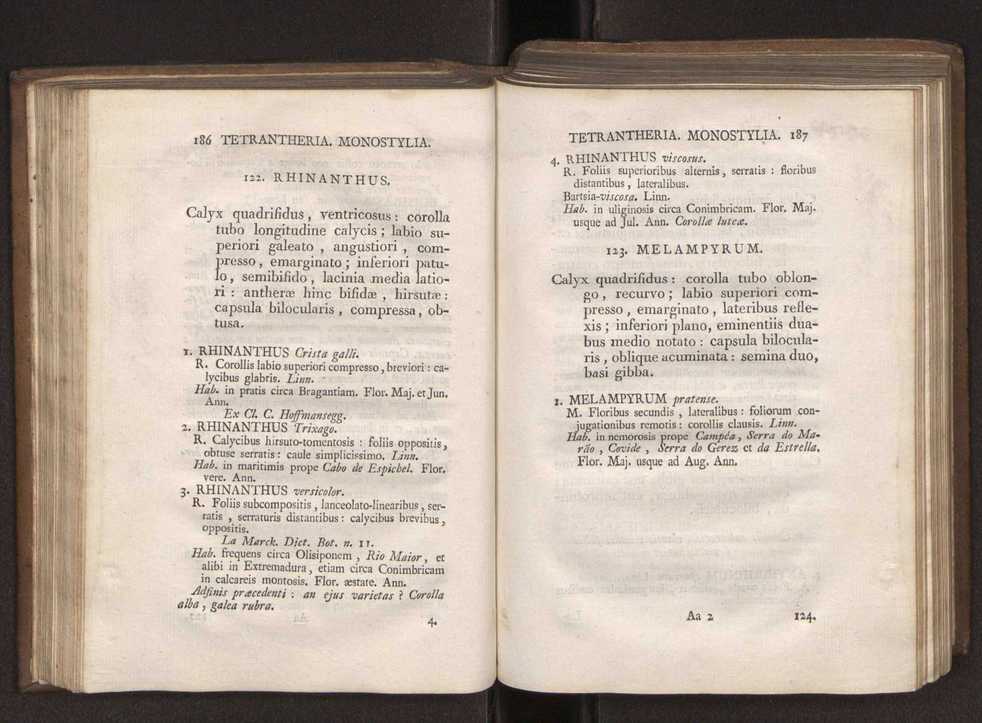 186 TETRANTHERIA. MONOSTYLIA.
122. RHINANTHUS.
Calyx quadrifidus, ventricosus: corolla
tubo longitudine calycis; labio su-
periori galeato, angustiori, com-
presso, emarginato; inferiori patu-
lo, semibifido, lacinia media latio-
ri: antheræ hinc bifidæ, hirsutæ:
capsula bilocularis, compressa, ob-
tusa.
1. RHINANTHUS Crista galli.
R. Corollis labio superiori compresso, breviori: ca-
lycibus glabris. Linn.
Hab. in pratis circa Bragantiam. Flor. Maj. et Jun.
Ann.
Ex Cl. C. Hoffmansegg.
2. RHINANTHUS Trixago.
R. Calycibus hirsuto-tomentosis: foliis oppositis,
obtuse serratis: caule simplicissimo. Linn.
Hab. in maritimis prope Cabo de Espichel. Flor.
vere. Ann.
3. RHINANTHUS versicolor.
R. Foliis subcompositis, lanceolato-linearibus, ser-
ratis, serraturis distantibus: calycibus brevibus,
oppositis.
La Marck. Dict. Bot. n. 11.
Hab. frequens circa Olisiponem, Rio Maior, et
alibi in Extremadura, etiam circa Conimbricam
in calcareis montosis. Flor. æstate. Ann.
Adfinis præcedenti: an ejus varietas? Corolla
alba, galea rubra.
4.
TETRANTHERIA. MONOSTYLIA. 187
4. RHINANTHUS viscosus.
R. Foliis superioribus alternis, serratis: floribus
distantibus, lateralibus.
Bartsia-viscosa. Linn.
Hab. in uliginosis circa Conimbricam. Flor. Maj.
usque ad Jul. Ann. Corollæ luteæ.
123. MELAMPYRUM.
Calyx quadrifidus: corolla tubo oblon-
go, recurvo; labio superiori com-
presso, emarginato, lateribus refle-
xis; inferiori plano, eminentiis dua-
bus medio notato: capsula bilocula-
ris, oblique acuminata: semina duo,
basi gibba.
1. MELAMPYRUM pratense.
M. Floribus secundis, lateralibus: foliorum con-
jugationibus remotis: corollis clausis. Linn.
Hab. in nemorosis prope Campéa, Serra do Ma-
rão, Covide, Serra do Gerez et da Estrella.
Flor. Maj. usque ad Aug. Ann.
Aa 2 124.